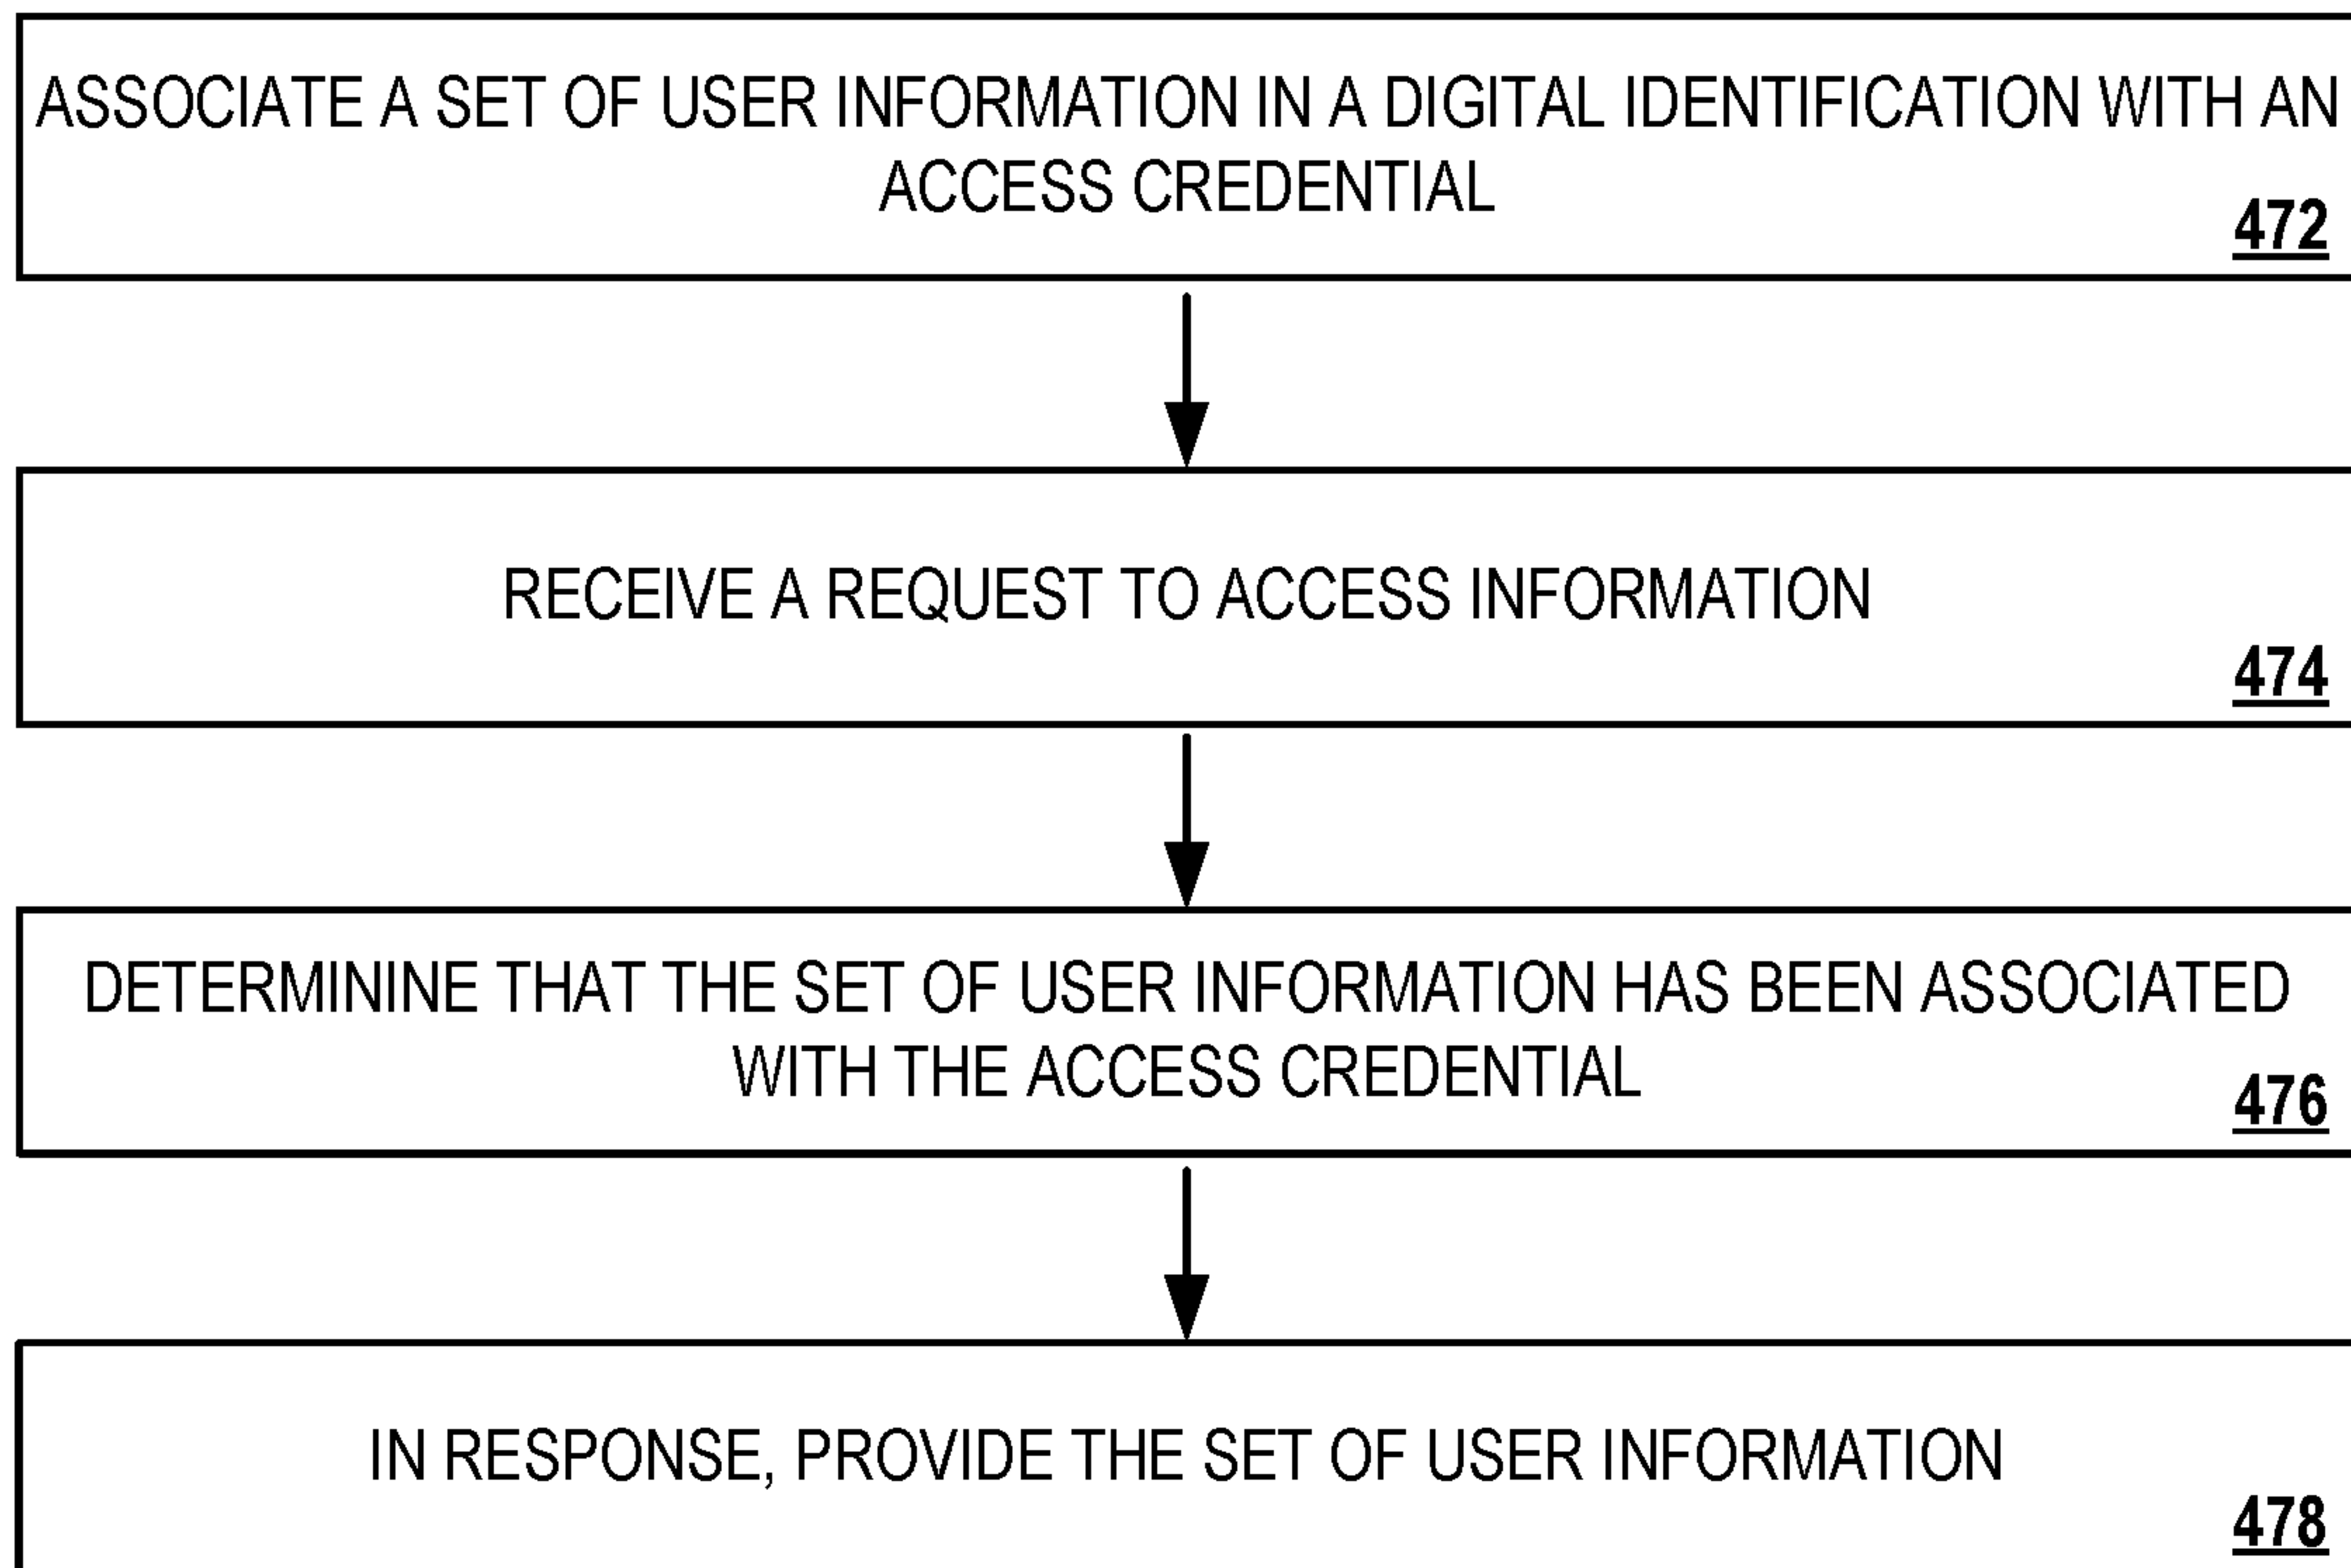 ASSOCIATE A SET OF USER INFORMATION IN A DIGITAL IDENTIFICATION WITH AN
ACCESS CREDENTIAL
472
RECEIVE A REQUEST TO ACCESS INFORMATION
474
DETERMININE THAT THE SET OF USER INFORMATION HAS BEEN ASSOCIATED
WITH THE ACCESS CREDENTIAL
476
IN RESPONSE, PROVIDE THE SET OF USER INFORMATION
478